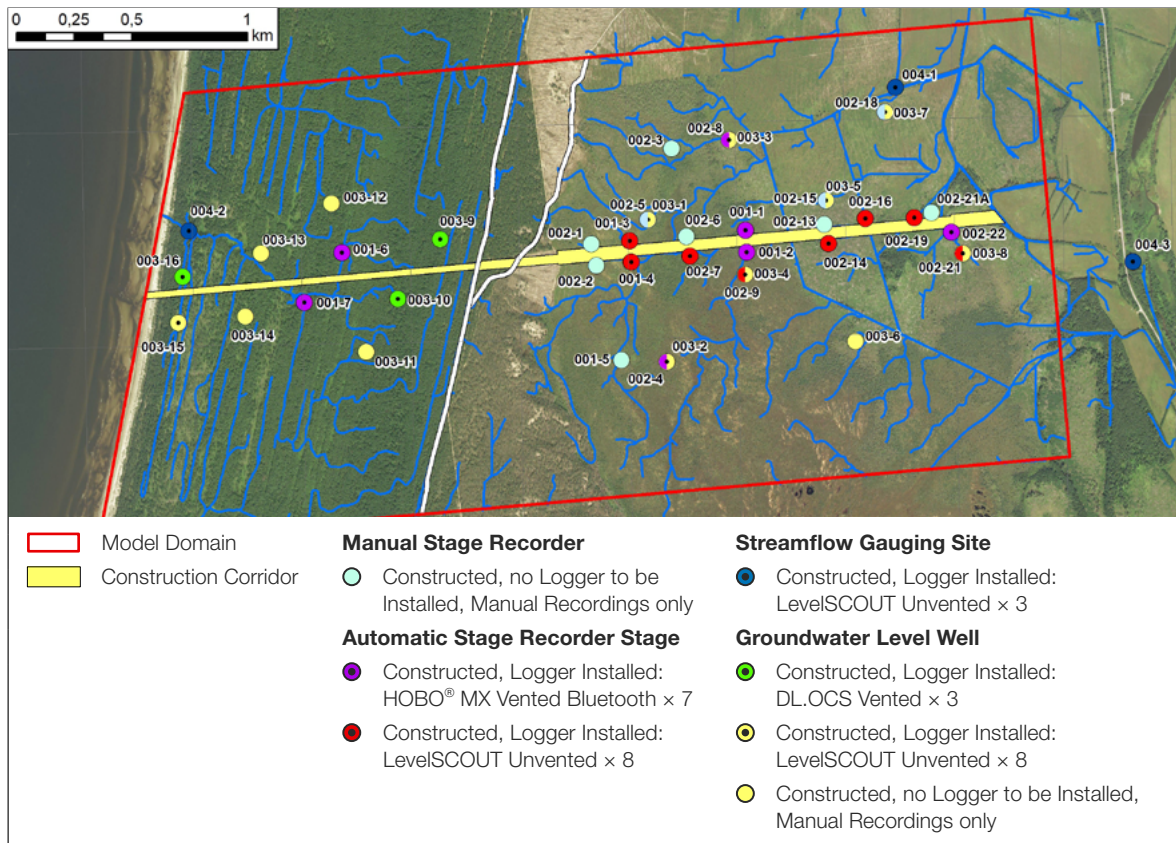 0 0,25 0,5 1
km
004-1
002-18
003-7
002-8
003-3
002-3
003-12
003-5
002-15
002-16
002-21A
004-2
003-9
002-5
003-1
001-3
002-6
001-1
002-13
003-13
001-6
002-1
002-19
002-22
003-16
001-2
002-14
002-21
003-8
004.3
002-2
001-4
002-7
003-4
002-9
001-7
003-10
003-14
003-15
003-11
003-6
003-2
001-5
002-4
Model Domain
Construction Corridor
Manual Stage Recorder
Constructed, no Logger to be
Installed, Manual Recordings only
Automatic Stage Recorder Stage
Constructed, Logger Installed:
HOBO® MX Vented Bluetooth × 7
Constructed, Logger Installed:
LevelSCOUT Unvented × 8
Streamflow Gauging Site
Constructed, Logger Installed:
LevelSCOUT Unvented × 3
Groundwater Level Well
Constructed, Logger Installed:
DL.OCS Vented × 3
Constructed, Logger Installed:
LevelSCOUT Unvented × 8
Constructed, no Logger to be Installed,
Manual Recordings only